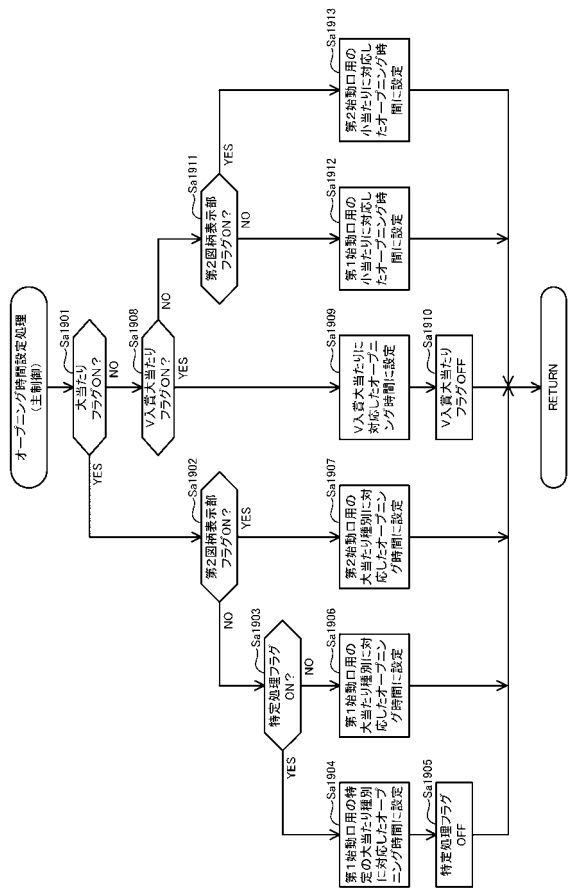 オープニング時間設定処理
(主制御)
Sa1901
大当たり
フラグON?
YES
NO
Sa1902
第2図柄表示部
フラグON?
NO
YES
Sa1903
特定処理フラグ
ON?
YES
NO
Sa1904
第1始動口用の特
定の大当たり種別
に対応したオープ
ニング時間に設定
Sa1905
特定処理フラグ
OFF
Sa1906
第1始動口用の
大当たり種別に対
応したオープニン
グ時間に設定
Sa1907
第2始動口用の
大当たり種別に対
応したオープニン
グ時間に設定
Sa1908
V入賞大当たり
フラグON?
NO
YES
Sa1909
V入賞大当たりに
対応したオープニ
ング時間に設定
Sa1910
V入賞大当たり
フラグOFF
Sa1911
第2図柄表示部
フラグON?
YES
NO
Sa1912
第1始動口用の
小当たりに対応し
たオープニング時
間に設定
Sa1913
第2始動口用の
小当たりに対応し
たオープニング時
間に設定
RETURN